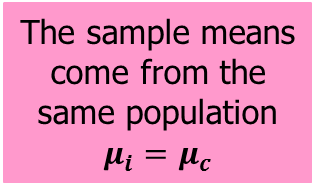 The sample means
come from the
same population
μᵢ = μ꜀